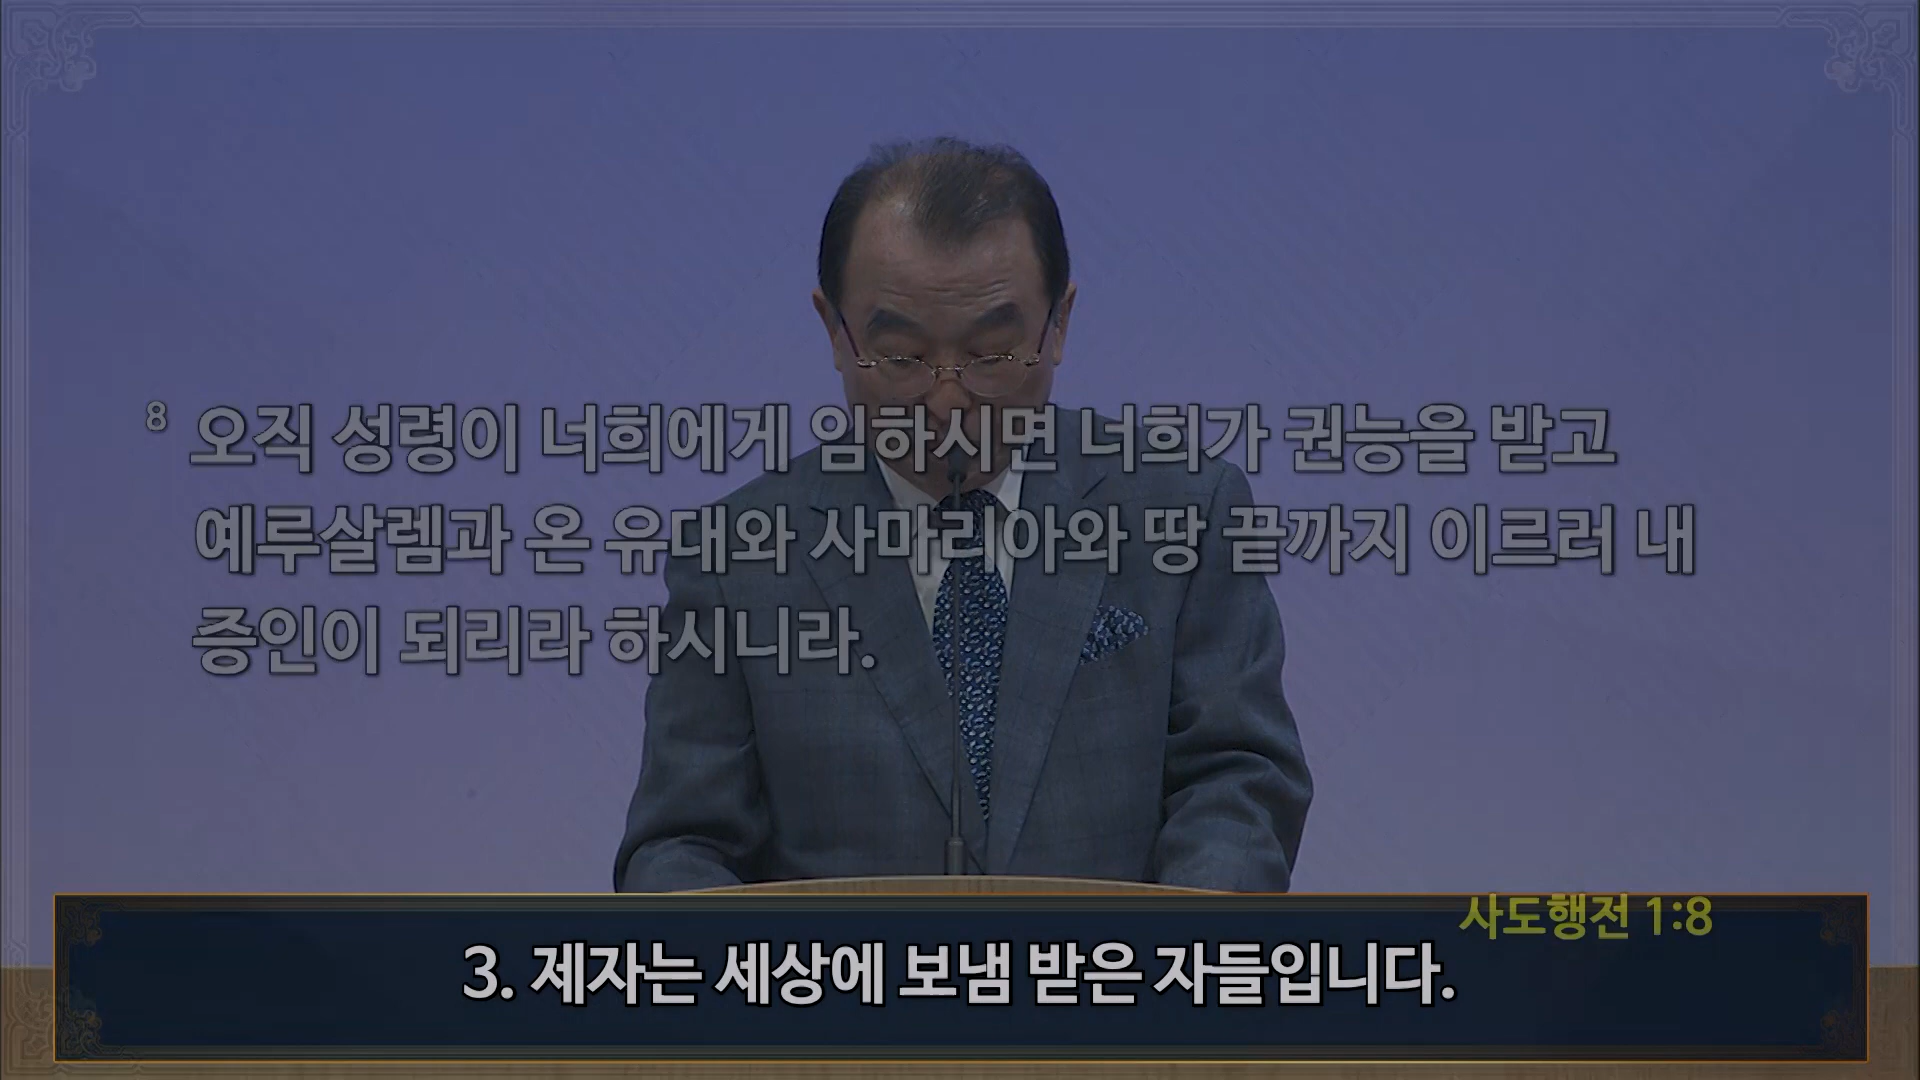 8 오직 성령이 너희에게 임하시면 너희가 권능을 받고
예루살렘과 온 유대와 사마리아와 땅 끝까지 이르러 내
증인이 되리라 하시니라.
사도행전 1:8
3. 제자는 세상에 보냄 받은 자들입니다.